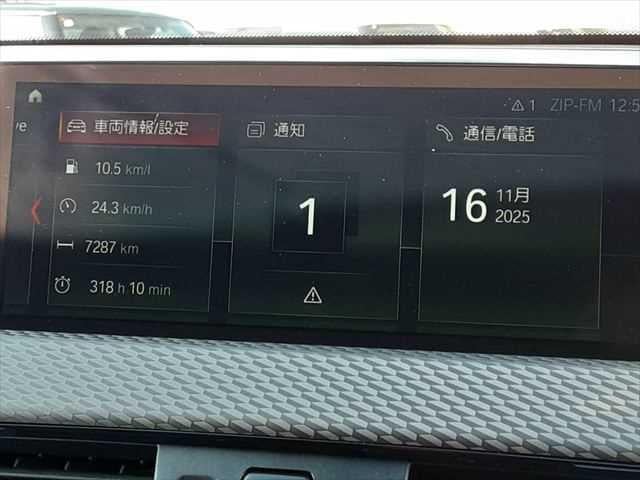 1 ZIP-FM 12:5
ve
車両情報/設定
10.5 km/l
24.3 km/h
7287 km
318 h 10 min
通知
1
通信/電話
16 11月
2025